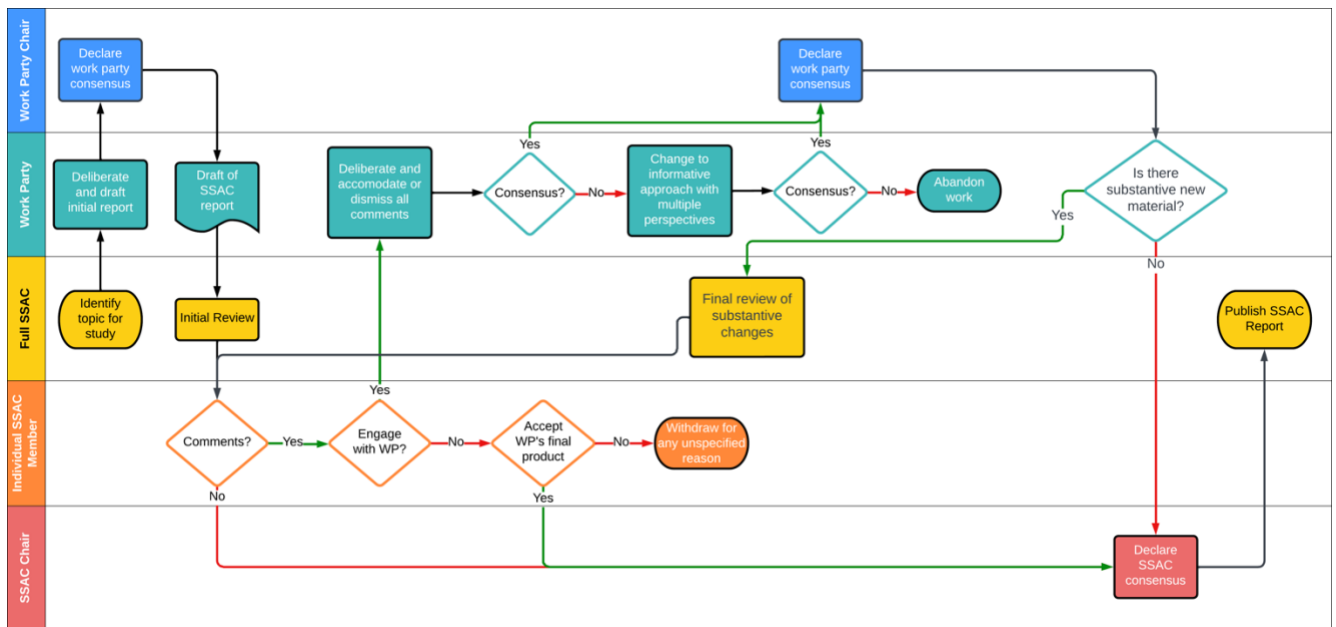 Work Party Chair
Declare
work party
consensus
Declare
work party
consensus
Work Party
Deliberate
and draft
initial report
Draft of
SSAC
report
Deliberate and
accomodate or
dismiss all
comments
Yes
Consensus?
No
Change to
informative
approach with
multiple
perspectives
Yes
Consensus?
No
Abandon
work
Is there
substantive new
material?
Yes
No
Full SSAC
Identify
topic for
study
Initial Review
Final review of
substantive
changes
Publish SSAC
Report
Individual SSAC
Member
Comments?
Yes
No
Yes
Engage
with WP?
No
Accept
WP's final
product
No
Yes
Withdraw for
any unspecified
reason
SSAC Chair
Declare
SSAC
consensus